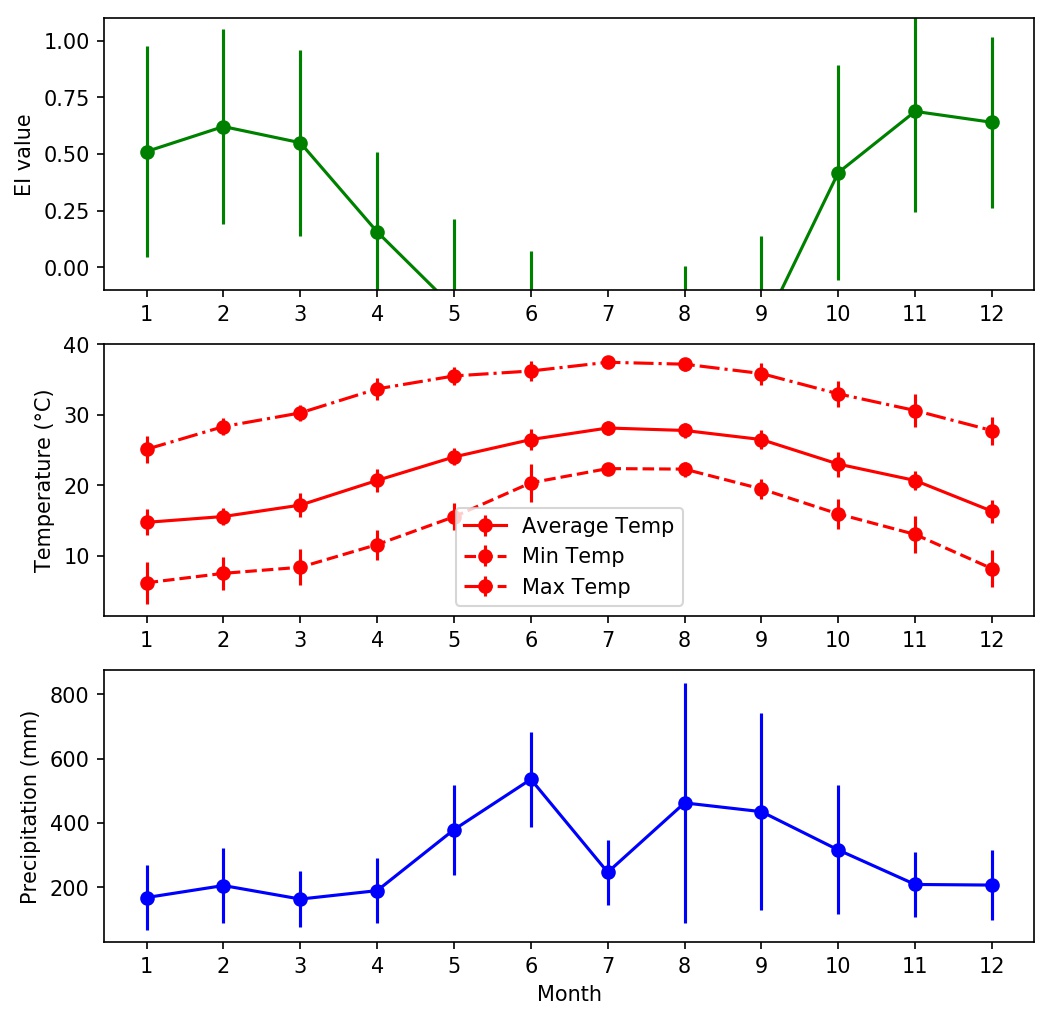 EI value
1.00
0.75
0.50
0.25
0.00
1 2 3 4 5 6 7 8 9 10 11 12
Temperature (°C)
40
30
20
10
Average Temp
Min Temp
Max Temp
1 2 3 4 5 6 7 8 9 10 11 12
Precipitation (mm)
800
600
400
200
1 2 3 4 5 6 7 8 9 10 11 12
Month